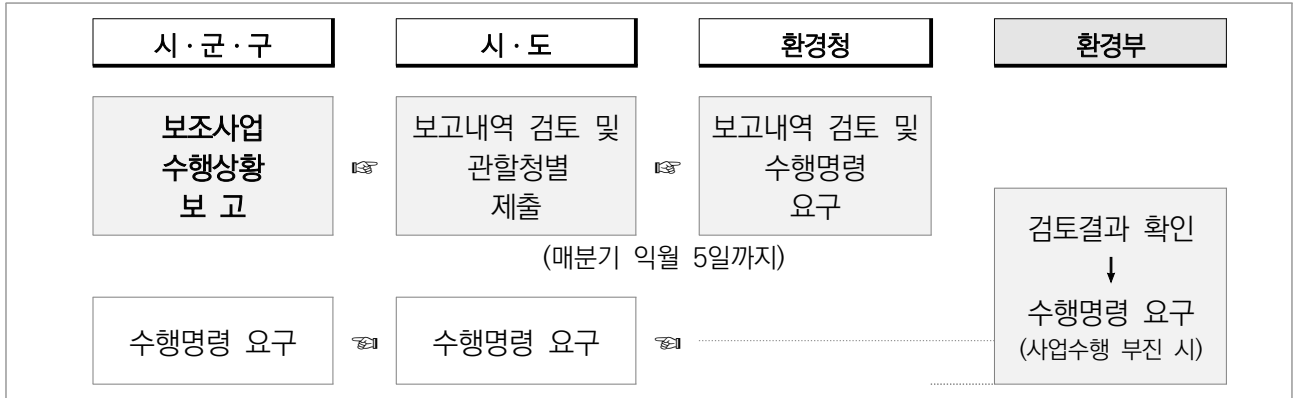 시·군·구
시·도
환경청
환경부
보조사업
수행상황
보 고
☞
보고내역 검토 및
관할청별
제출
☞
보고내역 검토 및
수행명령
요구
(매분기 익월 5일까지)
검토결과 확인
↓
수행명령 요구
(사업수행 부진 시)
수행명령 요구
☜
수행명령 요구
☜